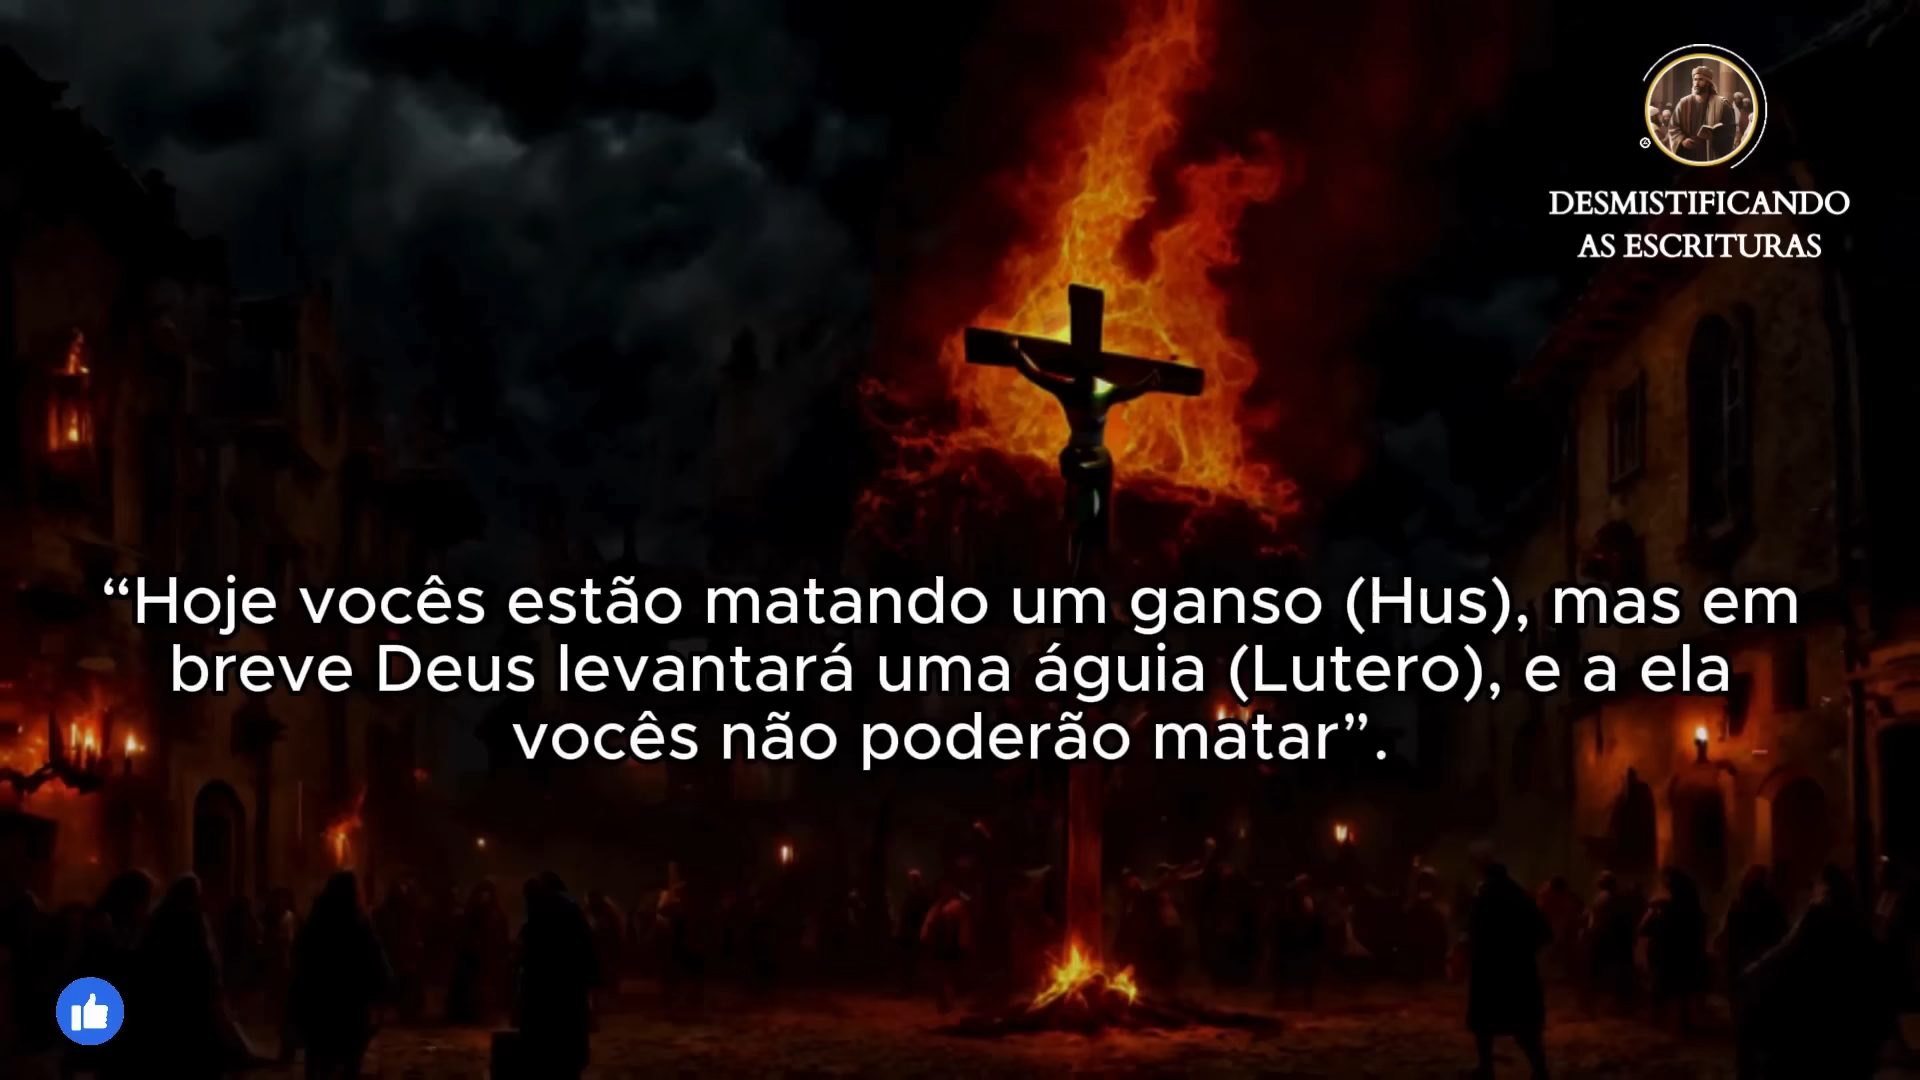 DESMISTIFICANDO
AS ESCRITURAS
“Hoje vocês estão matando um ganso (Hus), mas em
breve Deus levantará uma águia (Lutero), e a ela
vocês não poderão matar”.